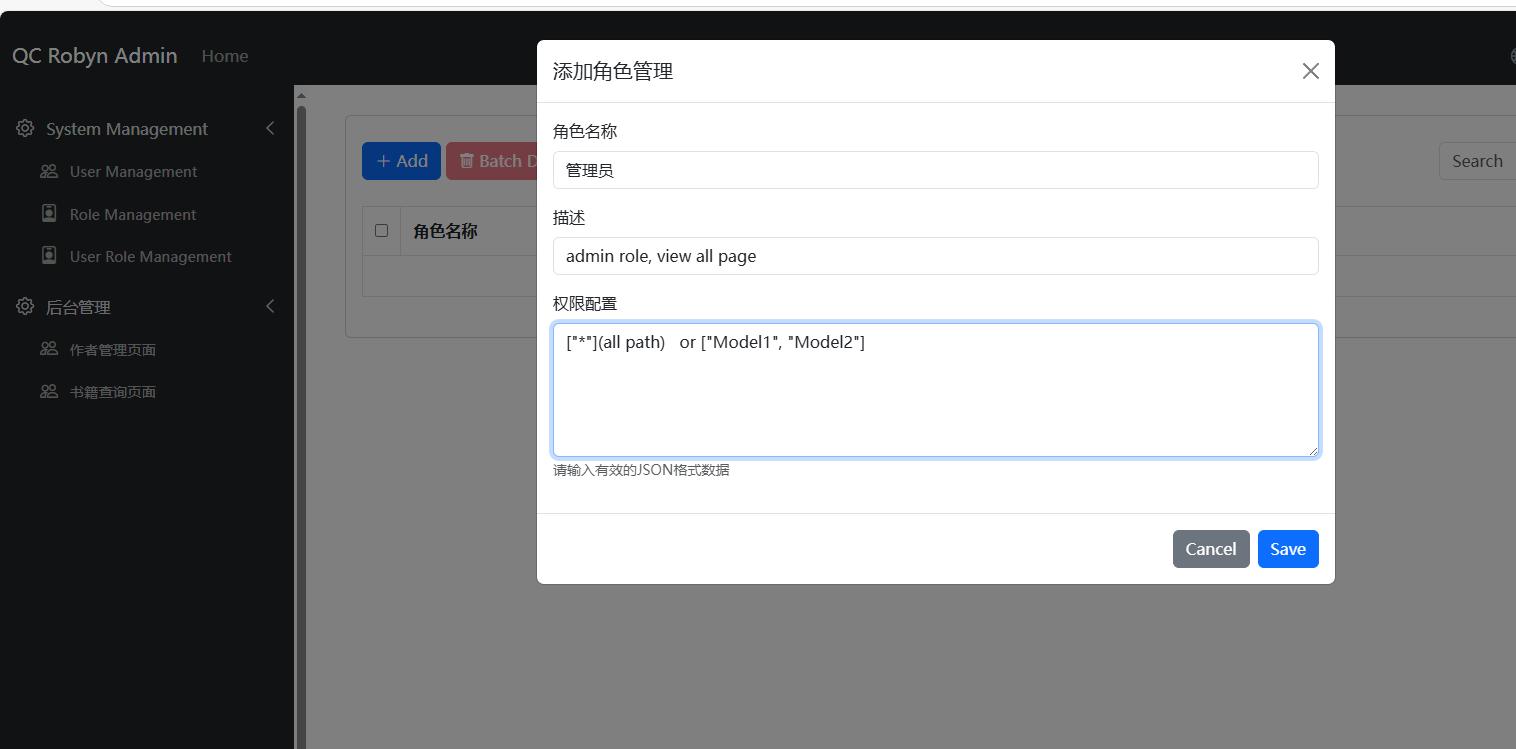 QC Robyn Admin Home
添加角色管理
System Management
User Management
Role Management
User Role Management
后台管理
作者管理页面
书籍查询页面
+ Add
Batch D
Search
角色名称
角色名称
管理员
描述
admin role, view all page
权限配置
["*"](all path)   or ["Model1", "Model2"]
请输入有效的JSON格式数据
Cancel
Save